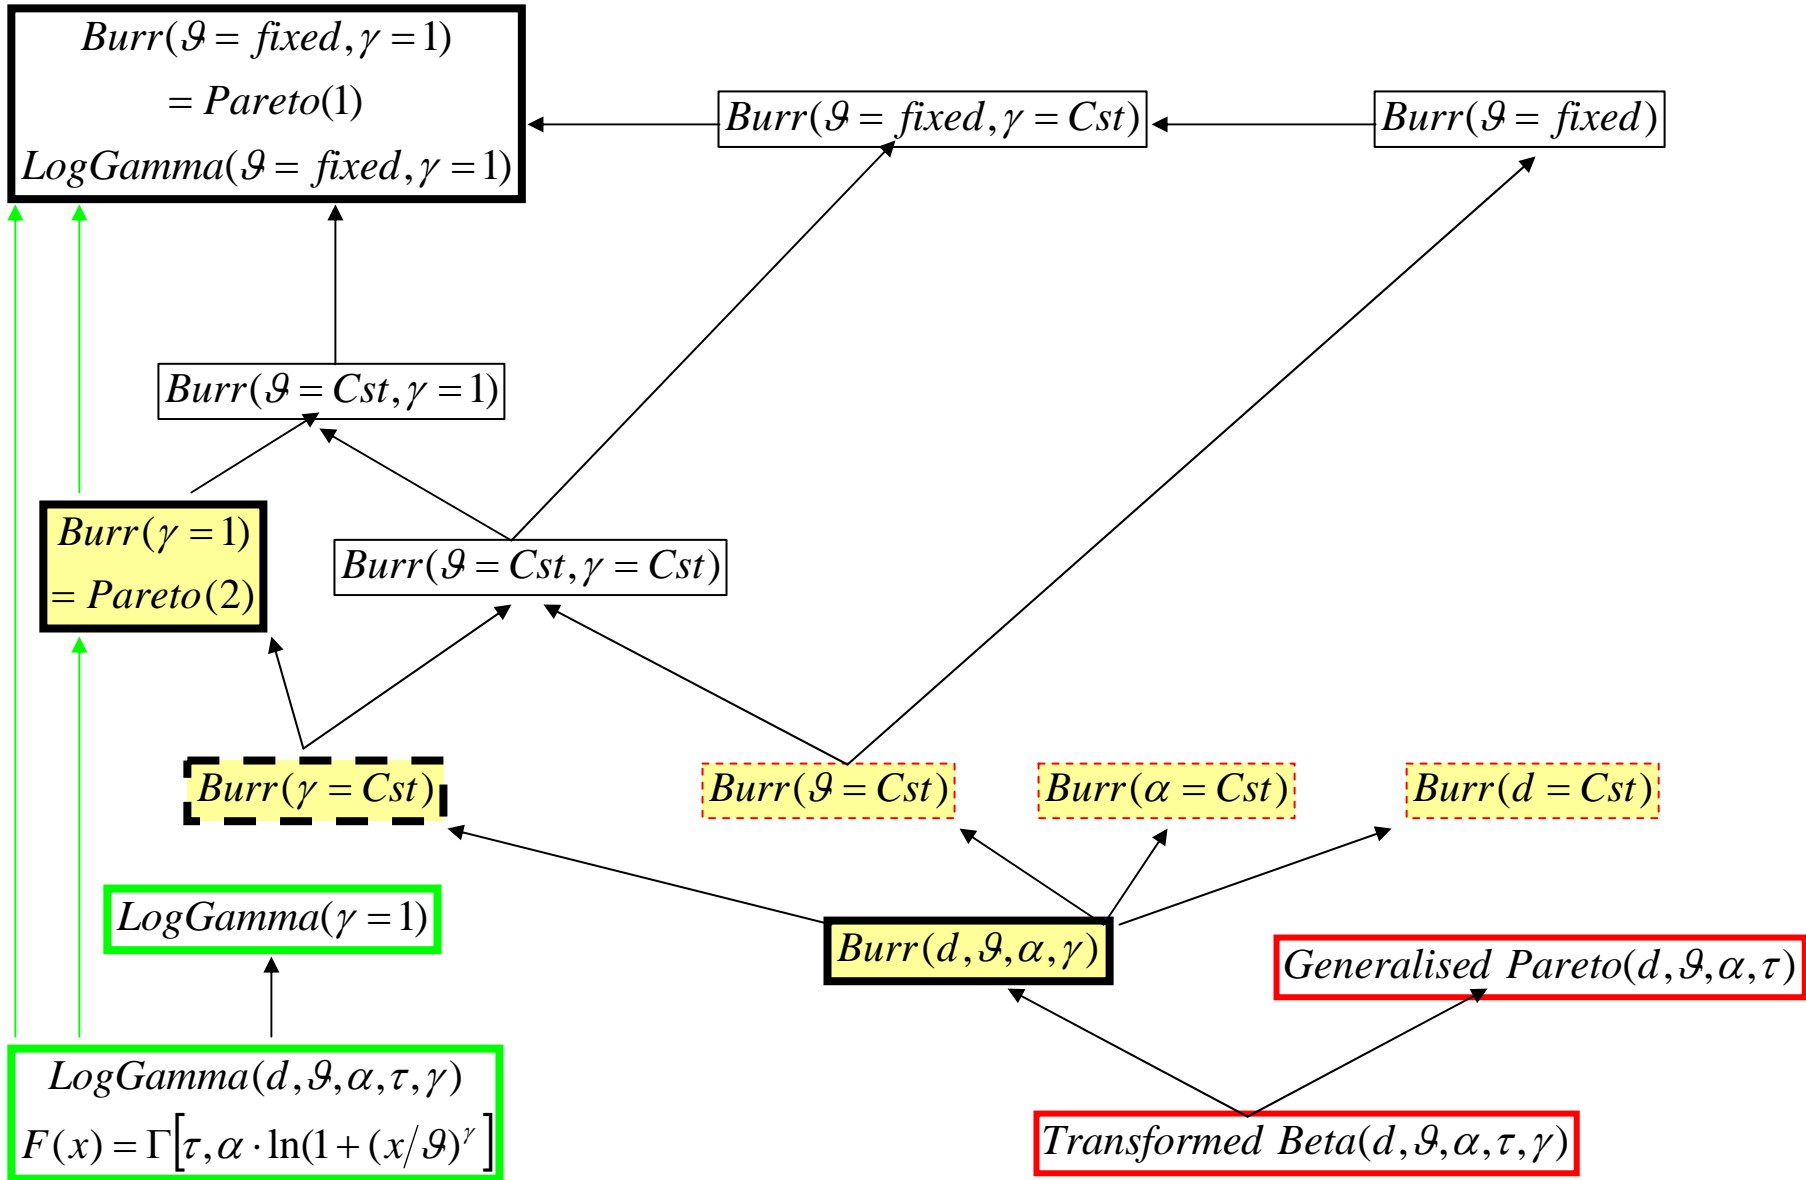 Burr(ϑ = fixed, γ = 1)
= Pareto(1)
LogGamma(ϑ = fixed, γ = 1)
Burr(ϑ = fixed, γ = Cst)
Burr(ϑ = fixed)
Burr(ϑ = Cst, γ = 1)
Burr(γ = 1)
= Pareto(2)
Burr(ϑ = Cst, γ = Cst)
Burr(γ = Cst)
Burr(ϑ = Cst)
Burr(α = Cst)
Burr(d = Cst)
LogGamma(γ = 1)
Burr(d, ϑ, α, γ)
Generalised Pareto(d, ϑ, α, τ)
LogGamma(d, ϑ, α, τ, γ)
F(x) = Γ[τ, α · ln(1 + (x/ϑ)^γ]
Transformed Beta(d, ϑ, α, τ, γ)